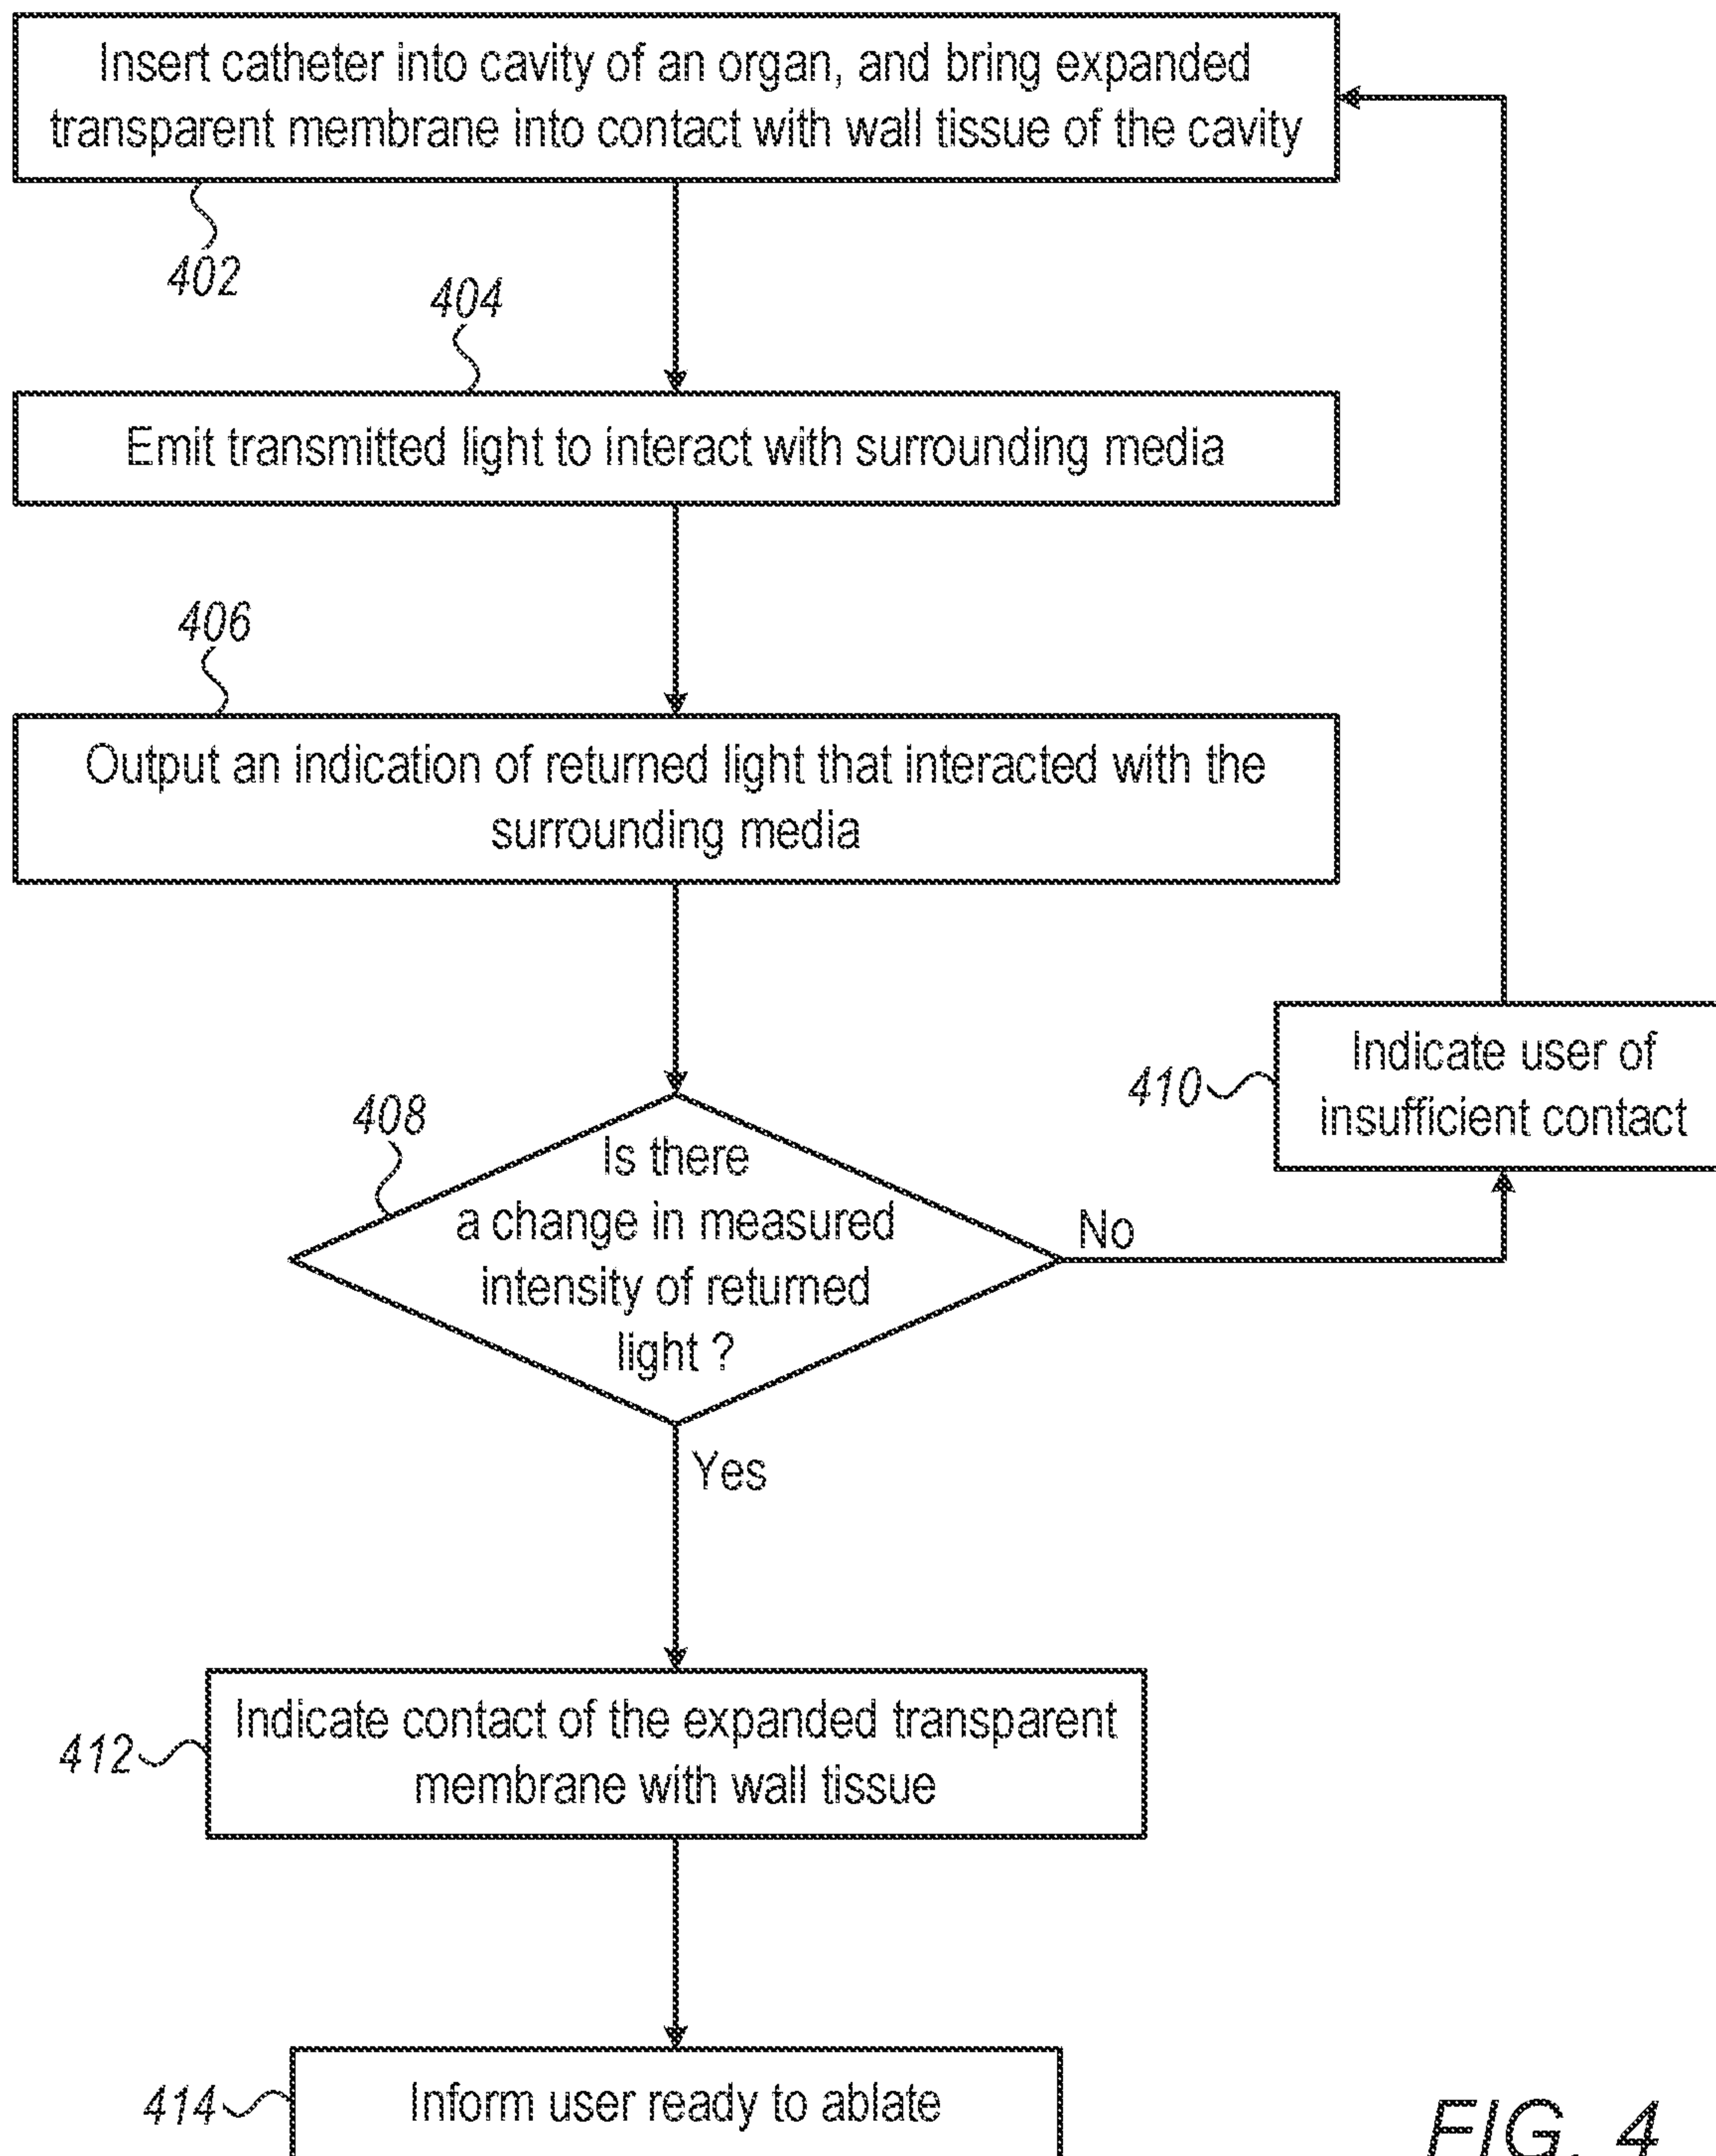 Insert catheter into cavity of an organ, and bring expanded
transparent membrane into contact with wall tissue of the cavity
402
404
Emit transmitted light to interact with surrounding media
406
Output an indication of returned light that interacted with the
surrounding media
Indicate user of
insufficient contact
410
408
Is there
a change in measured
intensity of returned
light ?
No
Yes
Indicate contact of the expanded transparent
membrane with wall tissue
412
414
Inform user ready to ablate
FIG. 4